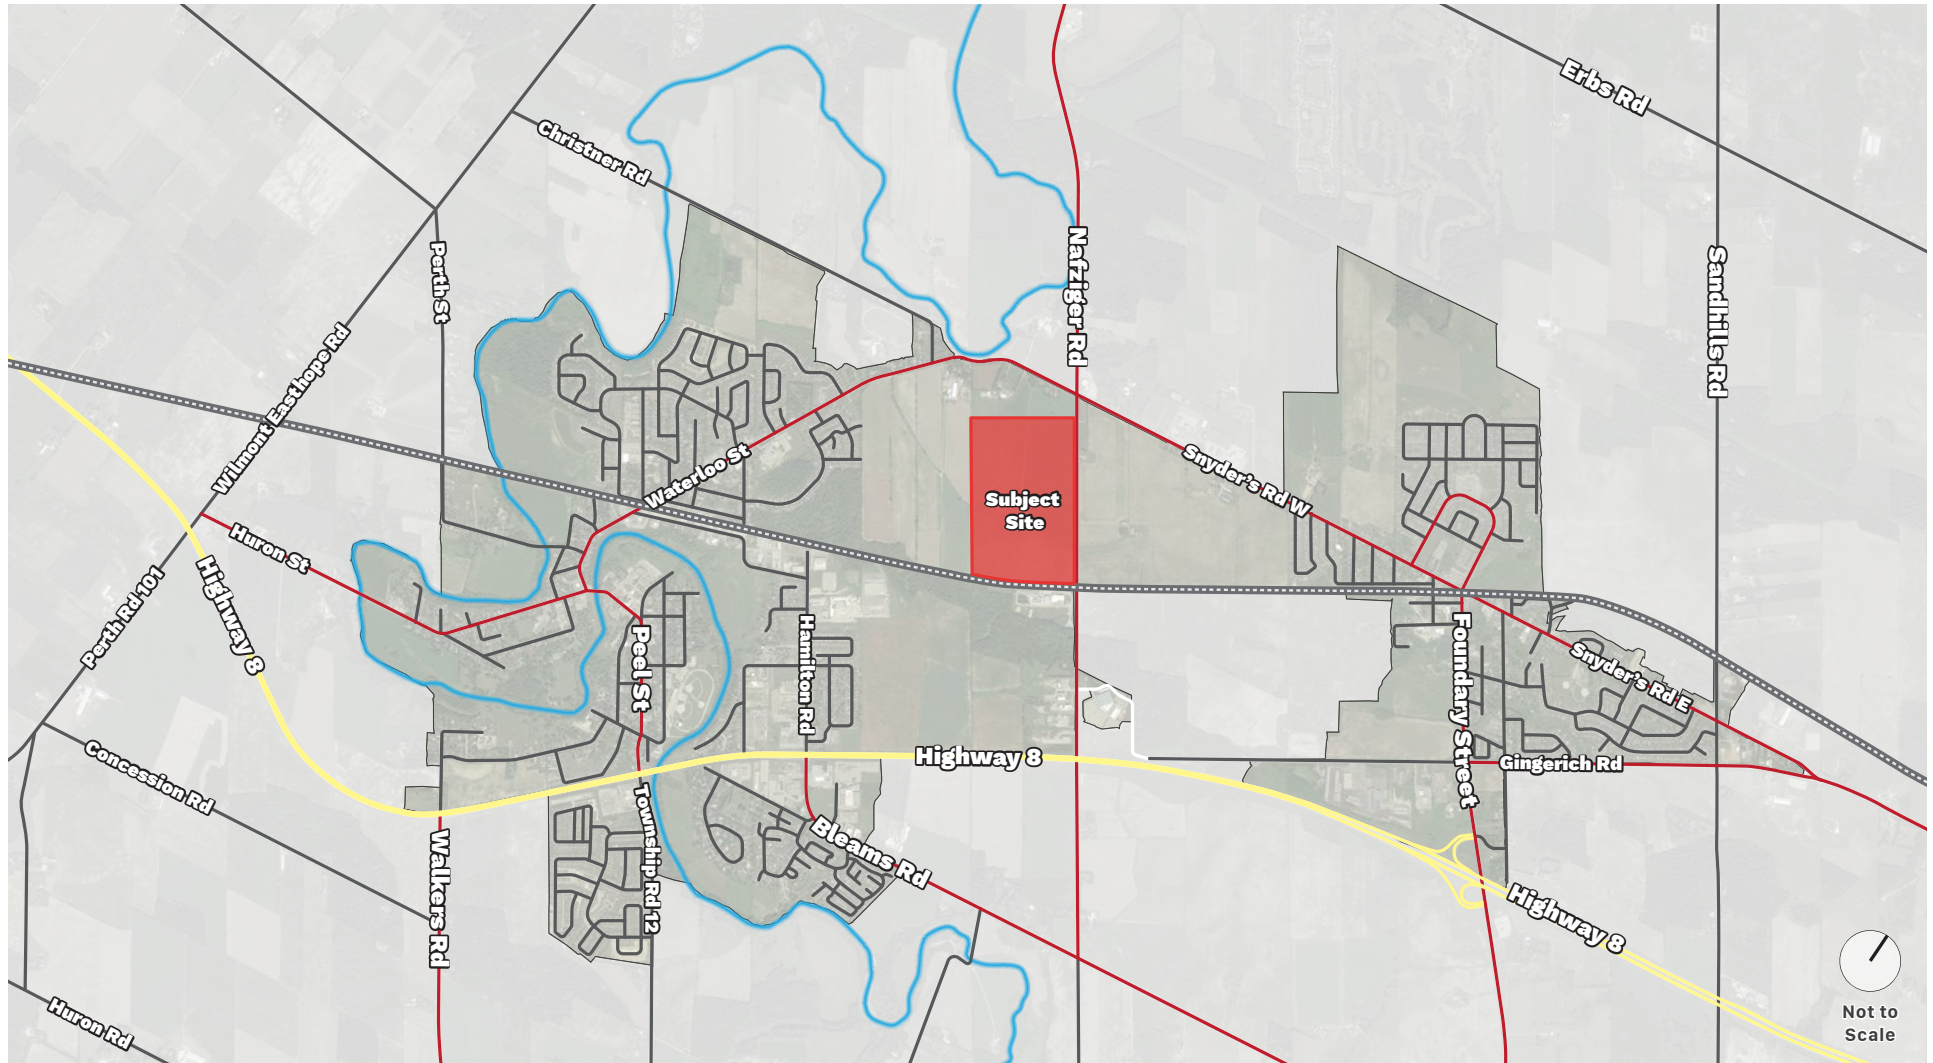 Erbs Rd
Christner Rd
Perth St
Nafziger Rd
Sandhills Rd
Wilmont Easthope Rd
Waterloo St
Snyder's Rd W
Subject
Site
Huron St
Highway 8
Perth Rd 101
Peel St
Hamilton Rd
Foundary Street
Snyder's Rd E
Concession Rd
Highway 8
Gingerich Rd
Township Rd 12
Bleams Rd
Walkers Rd
Highway 8
Huron Rd
Not to
Scale